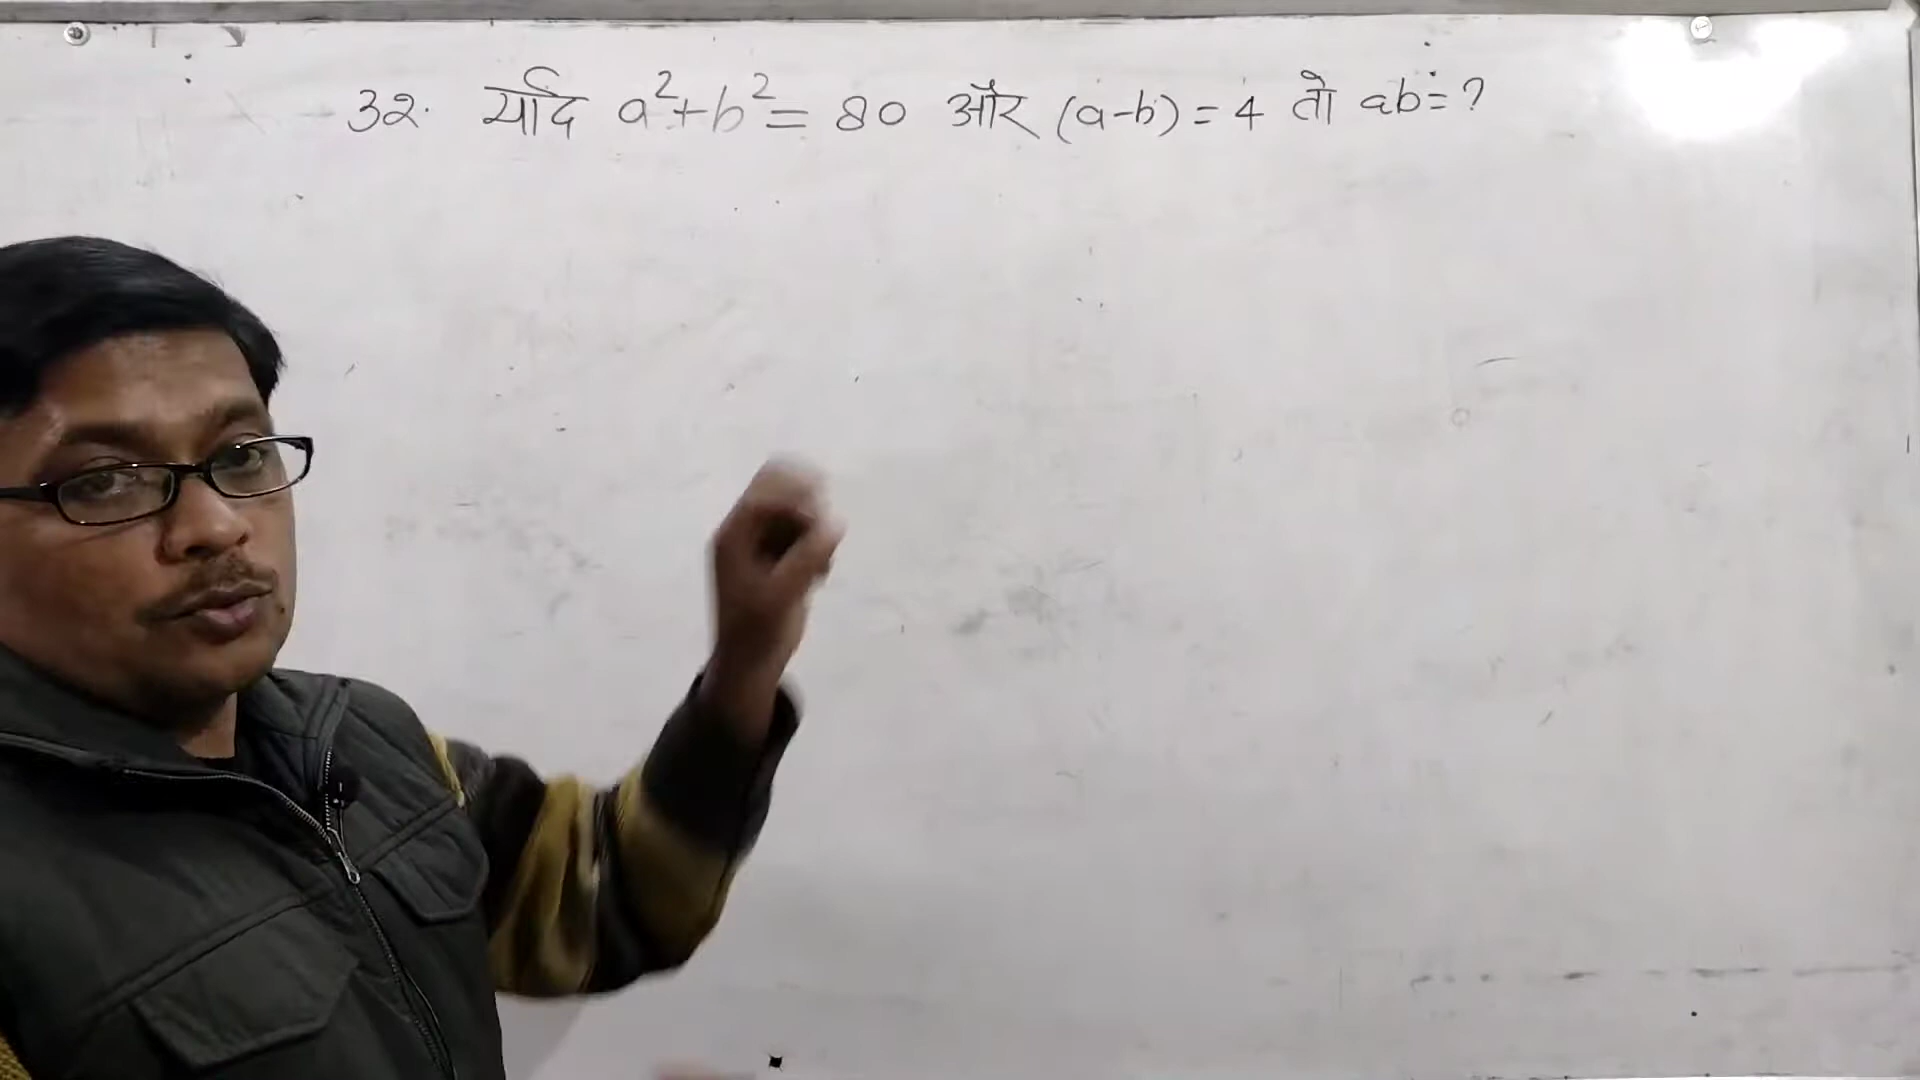 32. यदि a²+b² = 80 और (a-b) = 4 तो ab = ?